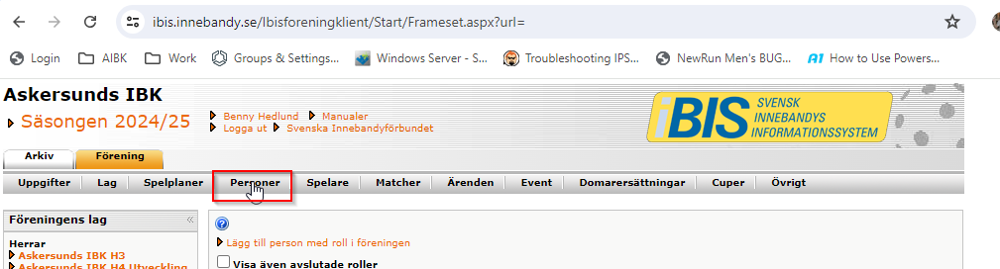 ibis.innebandy.se/Ibisforeningklient/Start/Frameset.aspx?url=
Login AIBK Work Groups & Settings... Windows Server - S... Troubleshooting IPS... NewRun Men's BUG... A1 How to Use Powers...
Askersunds IBK
Säsongen 2024/25
Benny Hedlund Manualer
Logga ut Svenska Innebandyförbundet
iBIS SVENSK
INNEBANDYS
INFORMATIONSSYSTEM
Arkiv Förening
Uppgifter Lag Spelplaner Personer Spelare Matcher Ärenden Event Domarersättningar Cuper Övrigt
Föreningens lag
Herrar
Askersunds IBK H3
Askersunds IBK H4 Utveckling
Lägg till person med roll i föreningen
Visa även avslutade roller